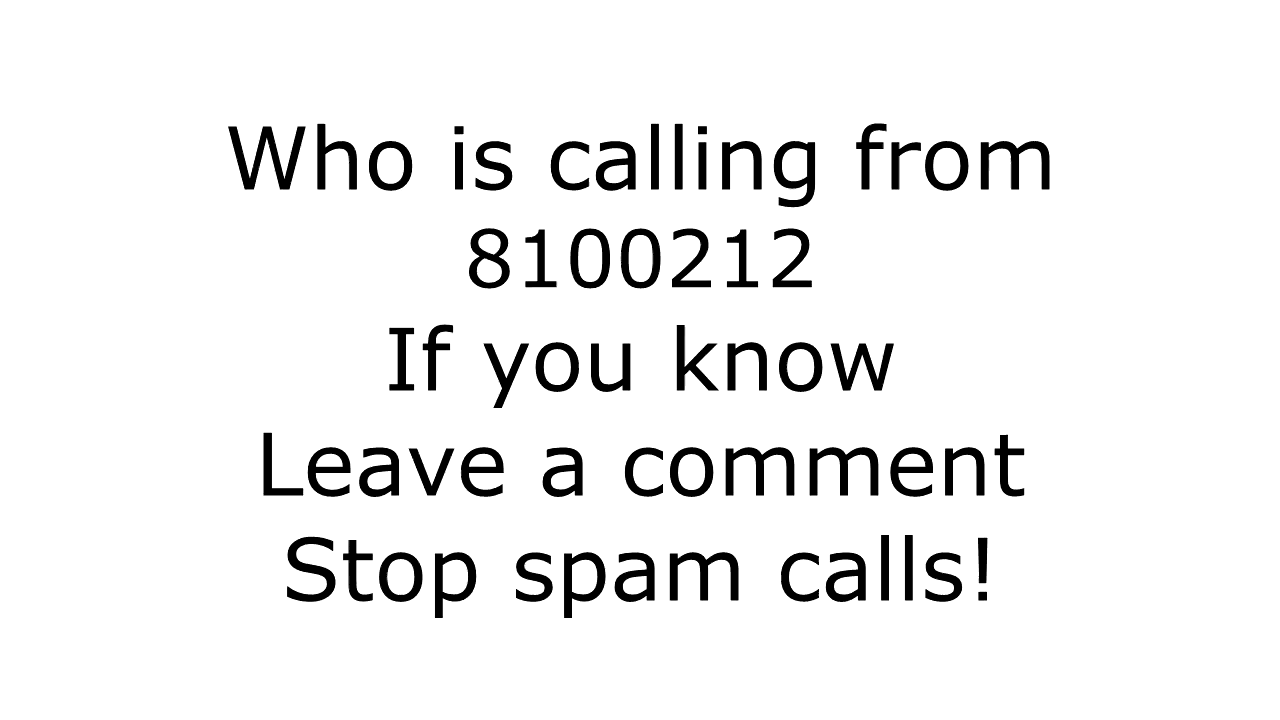 Who is calling from
8100212
If you know
Leave a comment
Stop spam calls!